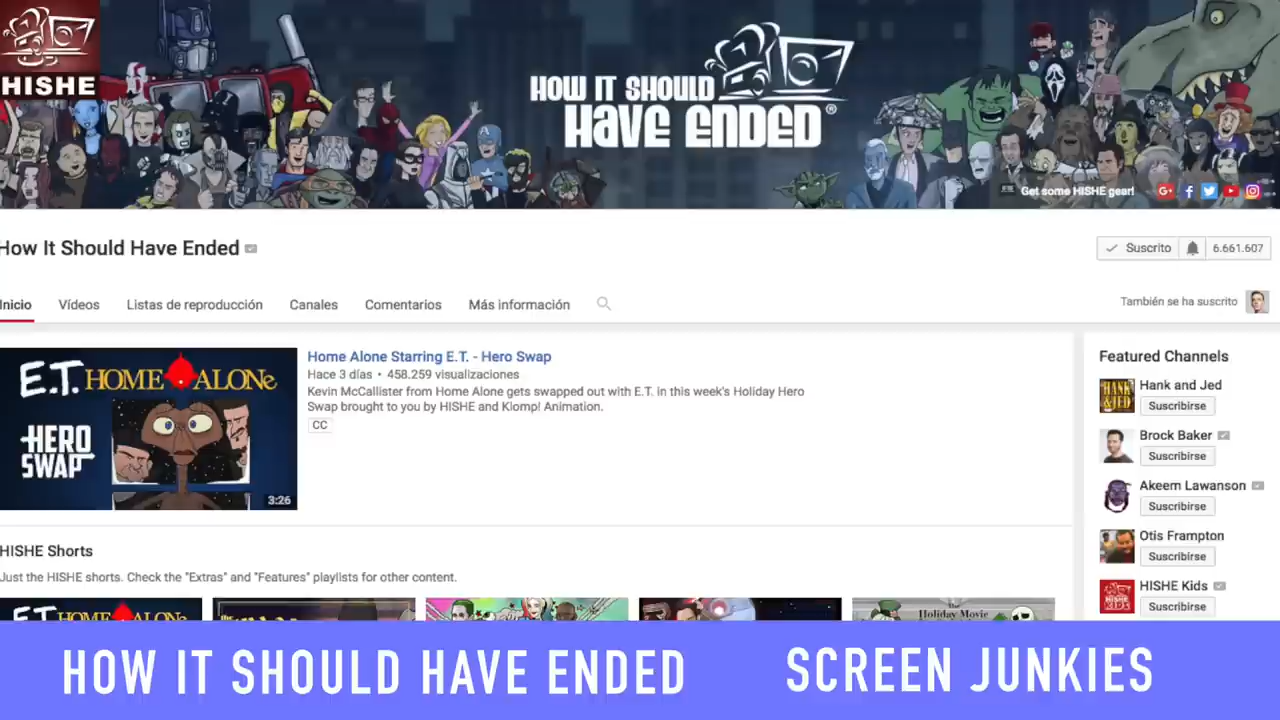 HISHE
HOW IT SHOULD
HAVE ENDED®
Get some HISHE gear!
How It Should Have Ended
Suscrito
6.661.607
Inicio
Vídeos
Listas de reproducción
Canales
Comentarios
Más información
También se ha suscrito
E.T. HOME ALONe
HERO
SWAP
3:26
Home Alone Starring E.T. - Hero Swap
Hace 3 días • 458.259 visualizaciones
Kevin McCallister from Home Alone gets swapped out with E.T. in this week's Holiday Hero
Swap brought to you by HISHE and Klomp! Animation.
CC
Featured Channels
Hank and Jed
Suscribirse
Brock Baker
Suscribirse
Akeem Lawanson
Suscribirse
Otis Frampton
Suscribirse
HISHE Kids
Suscribirse
HISHE Shorts
Just the HISHE shorts. Check the "Extras" and "Features" playlists for other content.
E.T. HOME ALONe
The
Holiday Movie
HOW IT SHOULD HAVE ENDED
SCREEN JUNKIES